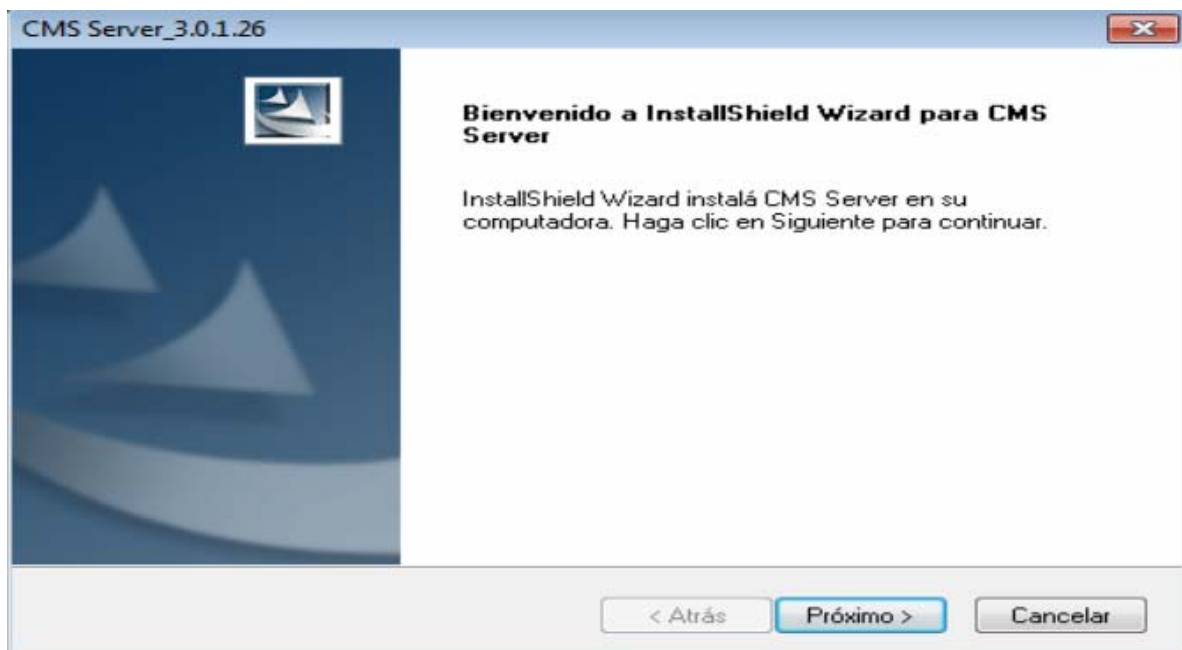 CMS Server_3.0.1.26
Bienvenido a InstallShield Wizard para CMS
Server
InstallShield Wizard instalá CMS Server en su
computadora. Haga clic en Siguiente para continuar.
< Atrás
Próximo >
Cancelar